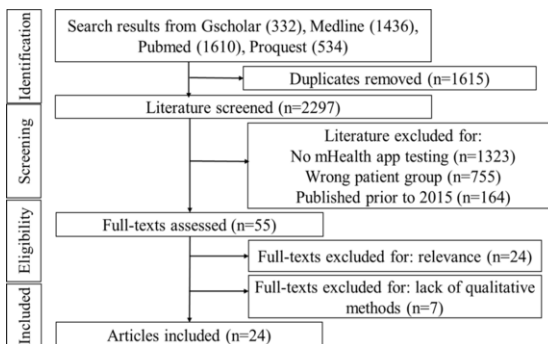 Identification
Search results from Gscholar (332), Medline (1436),
Pubmed (1610), Proquest (534)
Duplicates removed (n=1615)
Literature screened (n=2297)
Screening
Literature excluded for:
No mHealth app testing (n=1323)
Wrong patient group (n=755)
Published prior to 2015 (n=164)
Eligibility
Full-texts assessed (n=55)
Full-texts excluded for: relevance (n=24)
Full-texts excluded for: lack of qualitative
methods (n=7)
Included
Articles included (n=24)